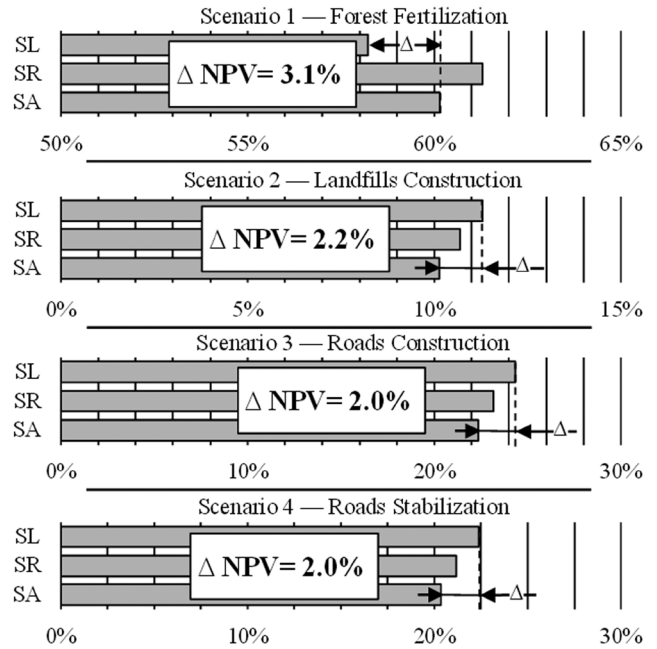 Scenario 1 — Forest Fertilization
SL
Δ
SR
Δ NPV= 3.1%
SA
50% 55% 60% 65%
Scenario 2 — Landfills Construction
SL
SR
Δ NPV= 2.2%
SA
Δ
0% 5% 10% 15%
Scenario 3 — Roads Construction
SL
SR
Δ NPV= 2.0%
SA
Δ
0% 10% 20% 30%
Scenario 4 — Roads Stabilization
SL
SR
Δ NPV= 2.0%
SA
Δ
0% 10% 20% 30%